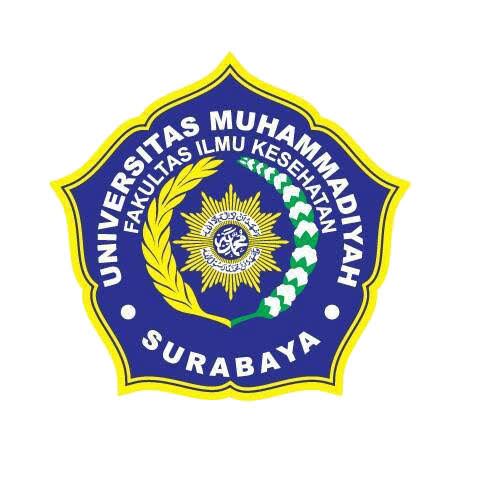 UNIVERSITAS MUHAMMADIYAH
FAKULTAS ILMU KESEHATAN
SURABAYA